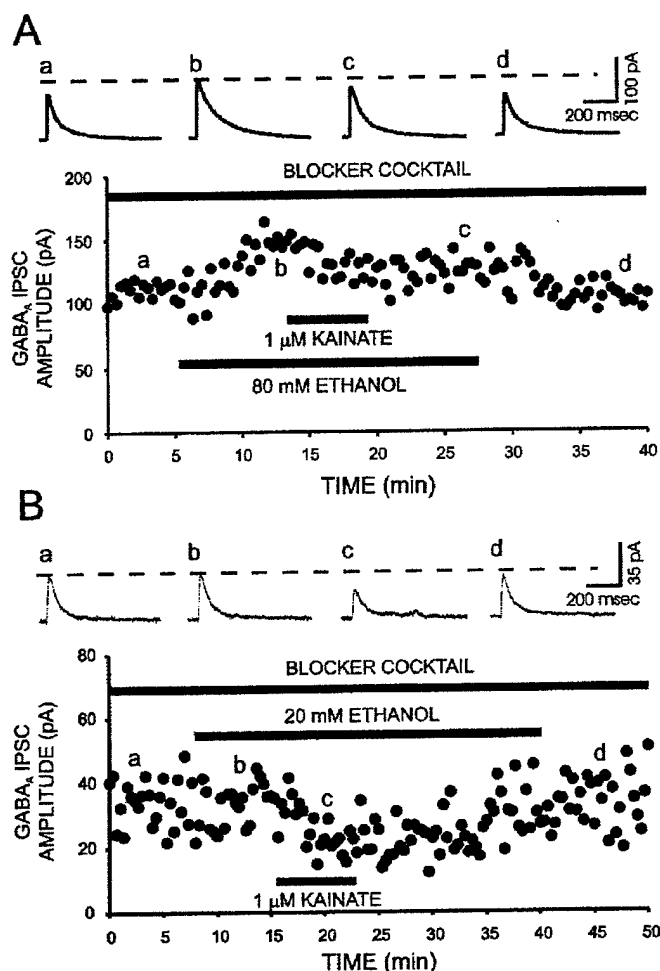 A
a b c d
100 pA
200 msec
BLOCKER COCKTAIL
200
150
100
50
0
GABAA IPSC
AMPLITUDE (pA)
a b c d
1 μM KAINATE
80 mM ETHANOL
0 5 10 15 20 25 30 35 40
TIME (min)
B
a b c d
35 pA
200 msec
BLOCKER COCKTAIL
20 mM ETHANOL
80
60
40
20
0
GABAA IPSC
AMPLITUDE (pA)
a b c d
1 μM KAINATE
0 5 10 15 20 25 30 35 40 45 50
TIME (min)